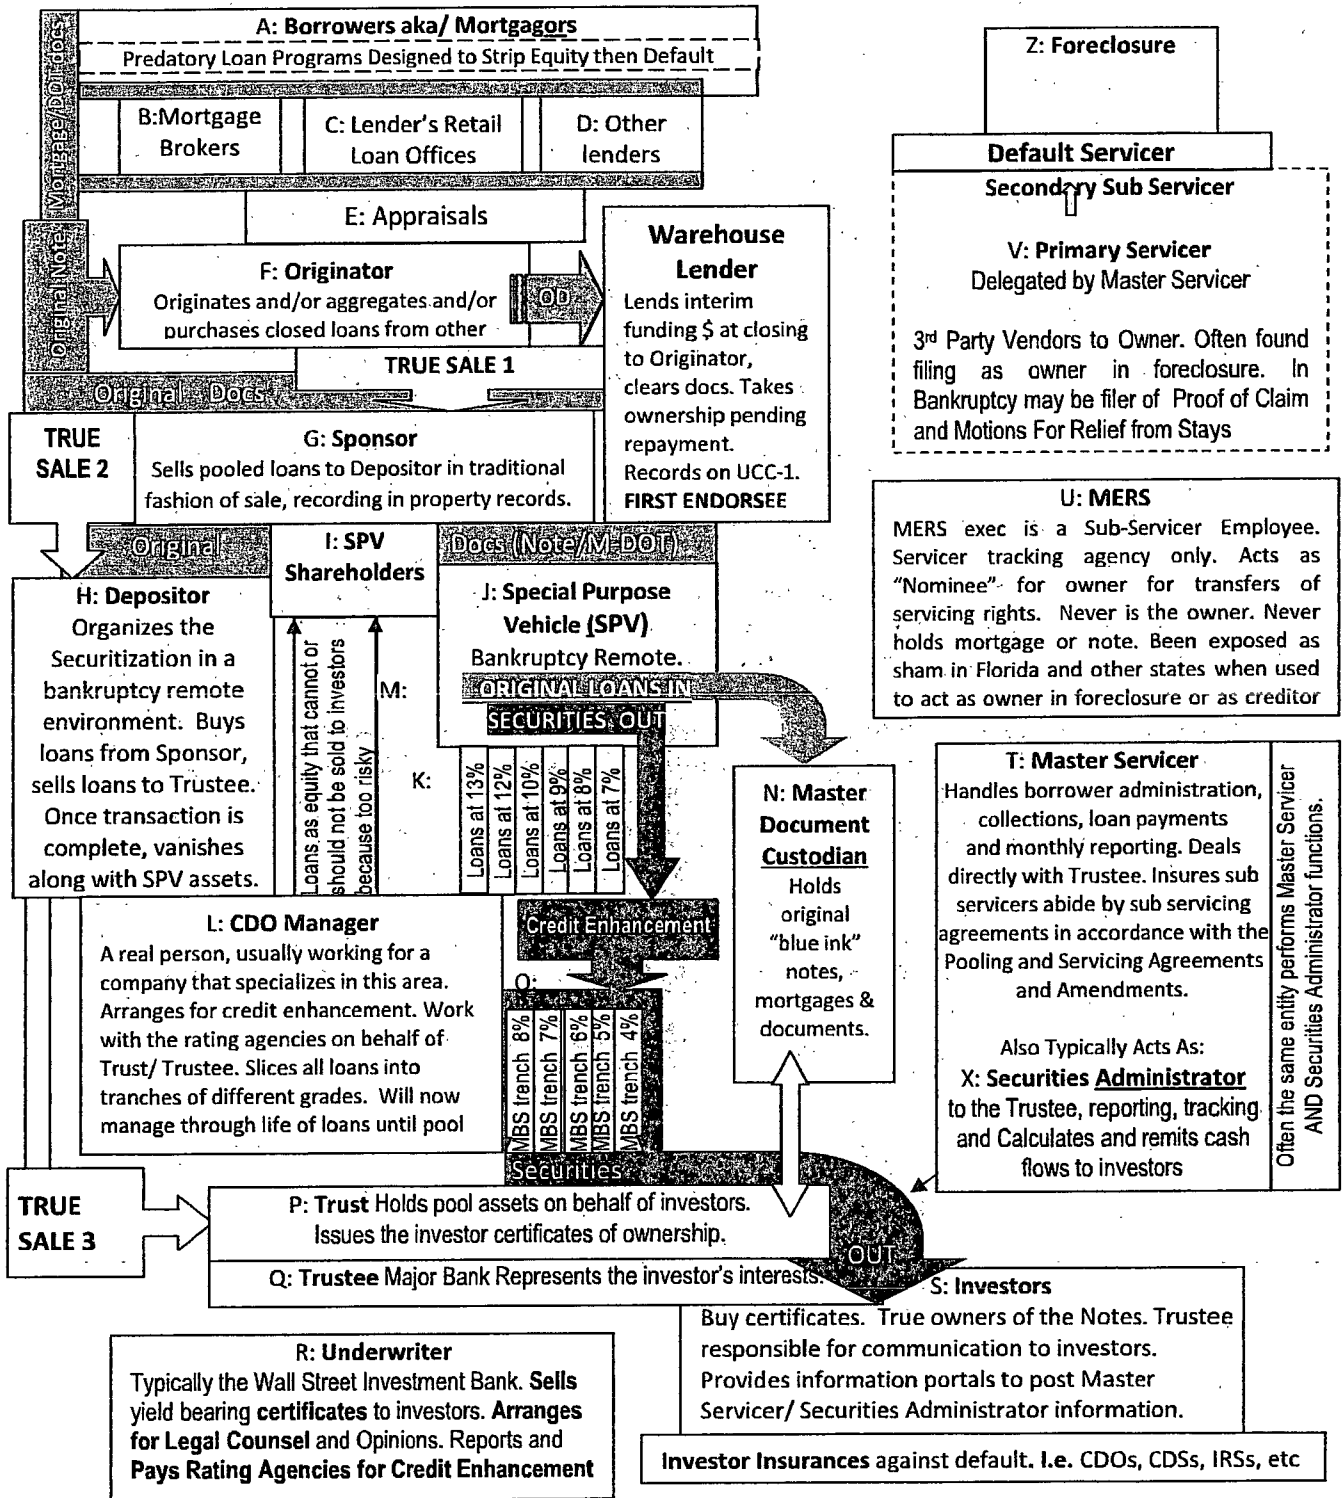 A: Borrowers aka/ Mortgagors
Predatory Loan Programs Designed to Strip Equity then Default
Mortgage/DOT docs
B:Mortgage
Brokers
C: Lender's Retail
Loan Offices
D: Other
lenders
E: Appraisals
Original Note
F: Originator
Originates and/or aggregates and/or
purchases closed loans from other
OD
Warehouse
Lender
Lends interim
funding $ at closing
to Originator,
clears docs. Takes
ownership pending
repayment.
Records on UCC-1.
FIRST ENDORSEE
TRUE SALE 1
Original Docs
TRUE
SALE 2
G: Sponsor
Sells pooled loans to Depositor in traditional
fashion of sale, recording in property records.
Original
I: SPV
Shareholders
Docs (Note/M-DOT)
H: Depositor
Organizes the
Securitization in a
bankruptcy remote
environment. Buys
loans from Sponsor,
sells loans to Trustee.
Once transaction is
complete, vanishes
along with SPV assets.
Loans as equity that cannot or
should not be sold to investors
because too risky
M:
K:
J: Special Purpose
Vehicle (SPV)
Bankruptcy Remote.
ORIGINAL LOANS IN
SECURITIES OUT
Loans at 13%
Loans at 12%
Loans at 10%
Loans at 9%
Loans at 8%
Loans at 7%
N: Master
Document
Custodian
Holds
original
"blue ink"
notes,
mortgages &
documents.
L: CDO Manager
A real person, usually working for a
company that specializes in this area.
Arranges for credit enhancement. Work
with the rating agencies on behalf of
Trust/ Trustee. Slices all loans into
tranches of different grades. Will now
manage through life of loans until pool
Credit Enhancement
O:
MBS trench 8%
MBS trench 7%
MBS trench 6%
MBS trench 5%
MBS trench 4%
Securities
OUT
TRUE
SALE 3
P: Trust Holds pool assets on behalf of investors.
Issues the investor certificates of ownership.
Q: Trustee Major Bank Represents the investor's interests.
R: Underwriter
Typically the Wall Street Investment Bank. Sells
yield bearing certificates to investors. Arranges
for Legal Counsel and Opinions. Reports and
Pays Rating Agencies for Credit Enhancement
S: Investors
Buy certificates. True owners of the Notes. Trustee
responsible for communication to investors.
Provides information portals to post Master
Servicer/ Securities Administrator information.
Investor Insurances against default. I.e. CDOs, CDSs, IRSs, etc
Z: Foreclosure
Default Servicer
Secondary Sub Servicer
V: Primary Servicer
Delegated by Master Servicer
3rd Party Vendors to Owner. Often found
filing as owner in foreclosure. In
Bankruptcy may be filer of Proof of Claim
and Motions For Relief from Stays
U: MERS
MERS exec is a Sub-Servicer Employee.
Servicer tracking agency only. Acts as
"Nominee" for owner for transfers of
servicing rights. Never is the owner. Never
holds mortgage or note. Been exposed as
sham in Florida and other states when used
to act as owner in foreclosure or as creditor
T: Master Servicer
Handles borrower administration,
collections, loan payments
and monthly reporting. Deals
directly with Trustee. Insures sub
servicers abide by sub servicing
agreements in accordance with the
Pooling and Servicing Agreements
and Amendments.
Also Typically Acts As:
X: Securities Administrator
to the Trustee, reporting, tracking
and Calculates and remits cash
flows to investors
Often the same entity performs Master Servicer
AND Securities Administrator functions.